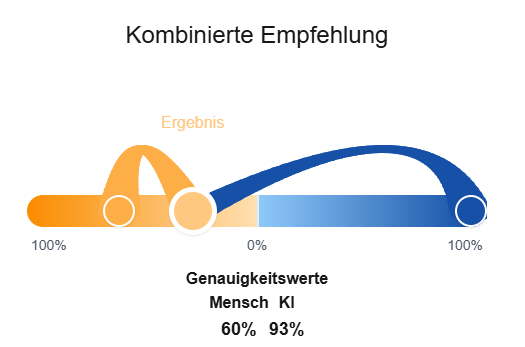 Kombinierte Empfehlung
Ergebnis
100% 0% 100%
Genauigkeitswerte
Mensch KI
60% 93%